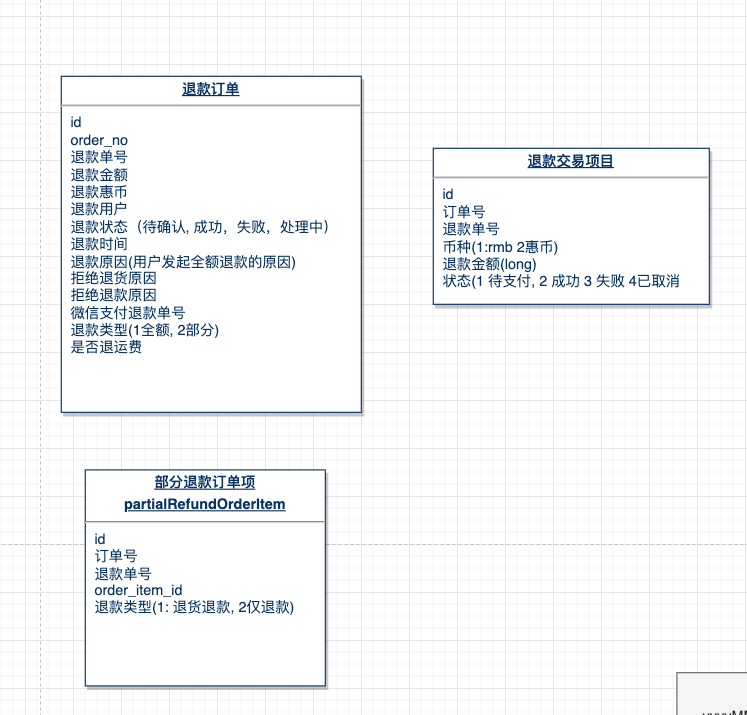 退款订单
id
order_no
退款单号
退款金额
退款惠币
退款用户
退款状态（待确认, 成功，失败，处理中）
退款时间
退款原因(用户发起全额退款的原因)
拒绝退货原因
拒绝退款原因
微信支付退款单号
退款类型(1全额, 2部分)
是否退运费
退款交易项目
id
订单号
退款单号
币种(1:rmb 2惠币)
退款金额(long)
状态(1 待支付, 2 成功 3 失败 4已取消
部分退款订单项
partialRefundOrderItem
id
订单号
退款单号
order_item_id
退款类型(1: 退货退款, 2仅退款)